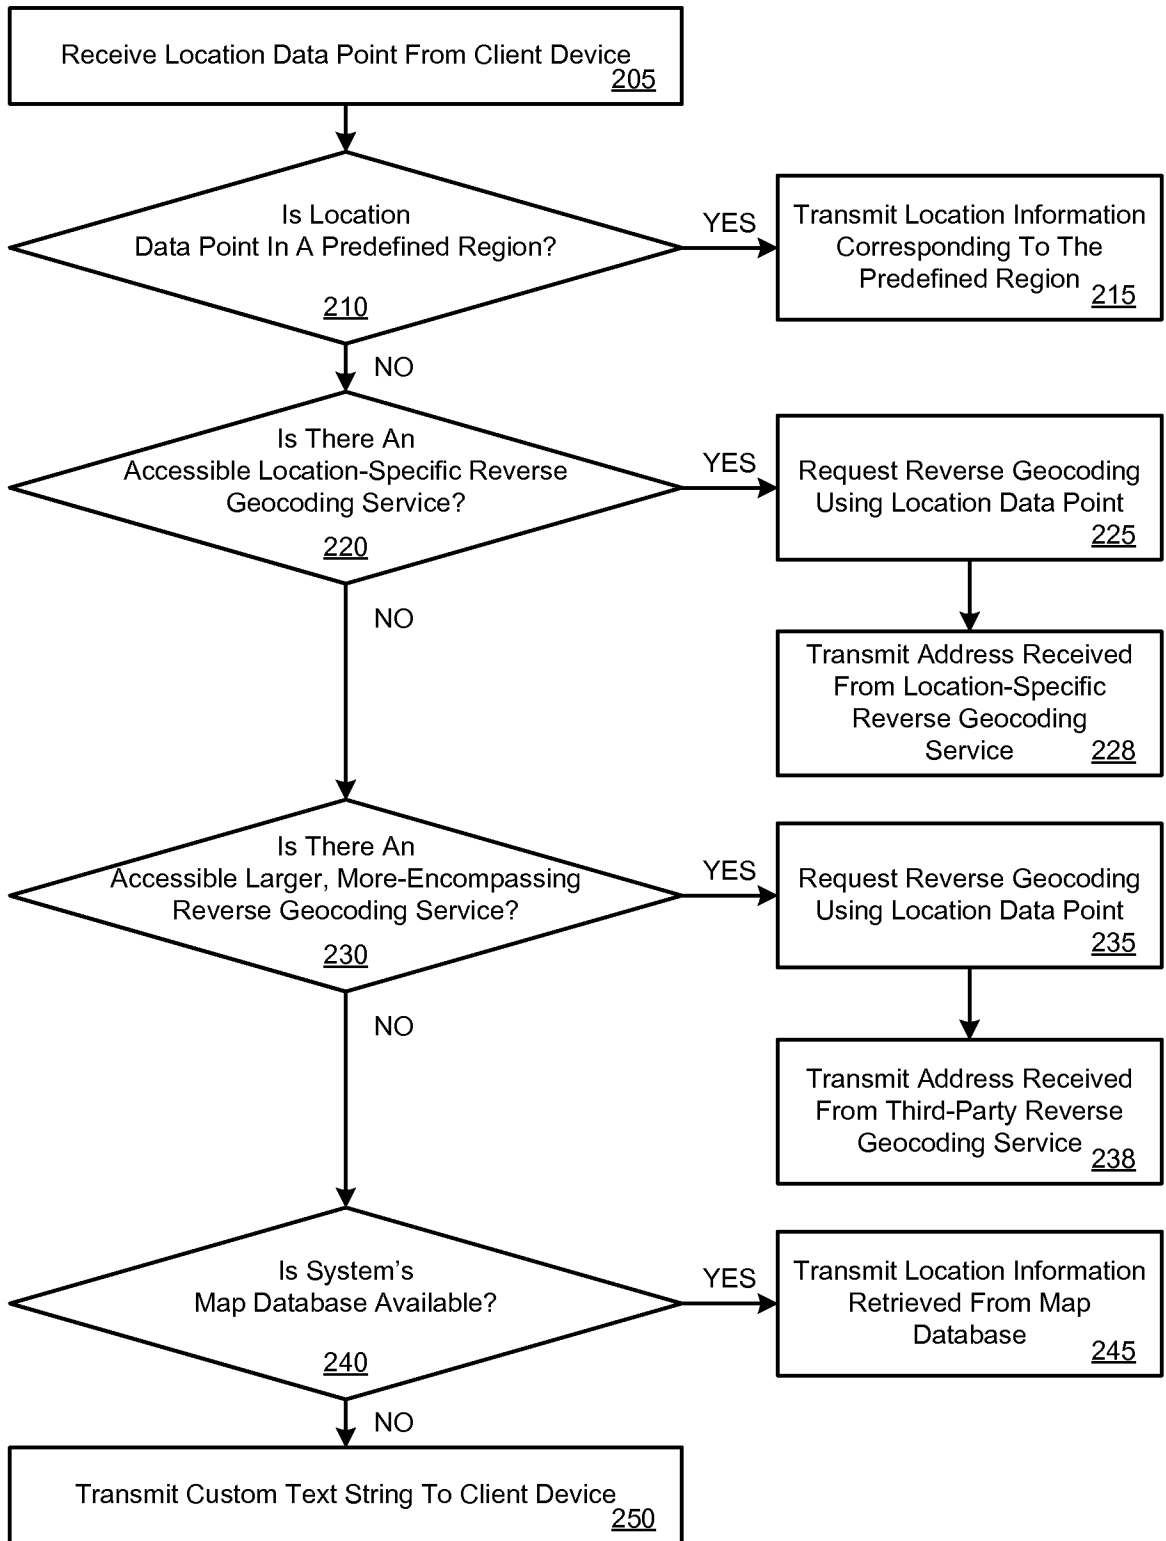 Receive Location Data Point From Client Device
205
Is Location
Data Point In A Predefined Region?
210
YES
Transmit Location Information
Corresponding To The
Predefined Region
215
NO
Is There An
Accessible Location-Specific Reverse
Geocoding Service?
220
YES
Request Reverse Geocoding
Using Location Data Point
225
NO
Transmit Address Received
From Location-Specific
Reverse Geocoding
Service
228
Is There An
Accessible Larger, More-Encompassing
Reverse Geocoding Service?
230
YES
Request Reverse Geocoding
Using Location Data Point
235
NO
Transmit Address Received
From Third-Party Reverse
Geocoding Service
238
Is System's
Map Database Available?
240
YES
Transmit Location Information
Retrieved From Map
Database
245
NO
Transmit Custom Text String To Client Device
250